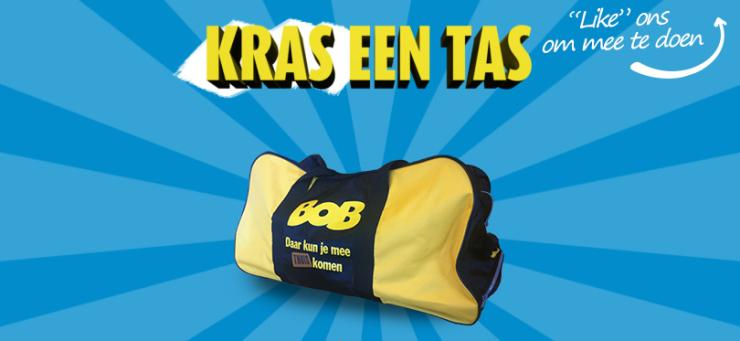 KRAS EEN TAS
“Like” ons
om mee te doen
BOB
Daar kun je mee
THUIS komen